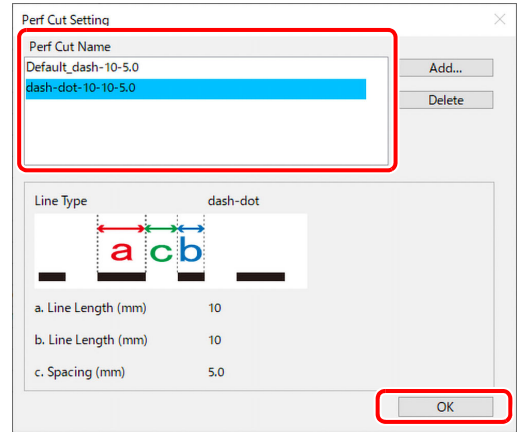 Perf Cut Setting
Perf Cut Name
Default_dash-10-5.0
dash-dot-10-10-5.0
Add...
Delete
Line Type dash-dot
a c b
a. Line Length (mm) 10
b. Line Length (mm) 10
c. Spacing (mm) 5.0
OK